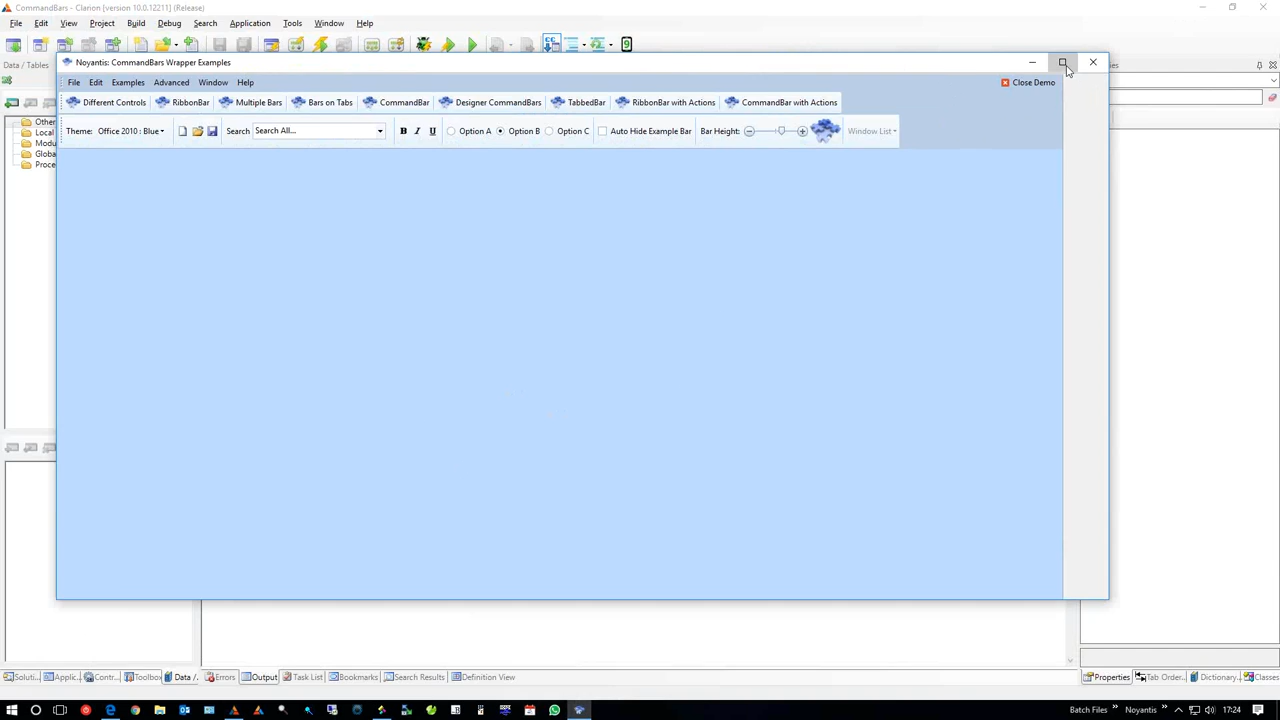 CommandBars - Clarion [version 10.0.12211] (Release)
File Edit View Project Build Debug Search Application Tools Window Help
Data / Tables
Noyantis: CommandBars Wrapper Examples
File Edit Examples Advanced Window Help Close Demo
Different Controls RibbonBar Multiple Bars Bars on Tabs CommandBar Designer CommandBars TabbedBar RibbonBar with Actions CommandBar with Actions
Theme: Office 2010 : Blue Search Search All... B I U Option A Option B Option C Auto Hide Example Bar Bar Height: Window List
Other
Local
Modu
Globa
Proce
Soluti... Applic... Contr... Toolbox Data /... Errors Output Task List Bookmarks Search Results Definition View Properties Tab Order... Dictionary... Classes
Batch Files » Noyantis » 17:24